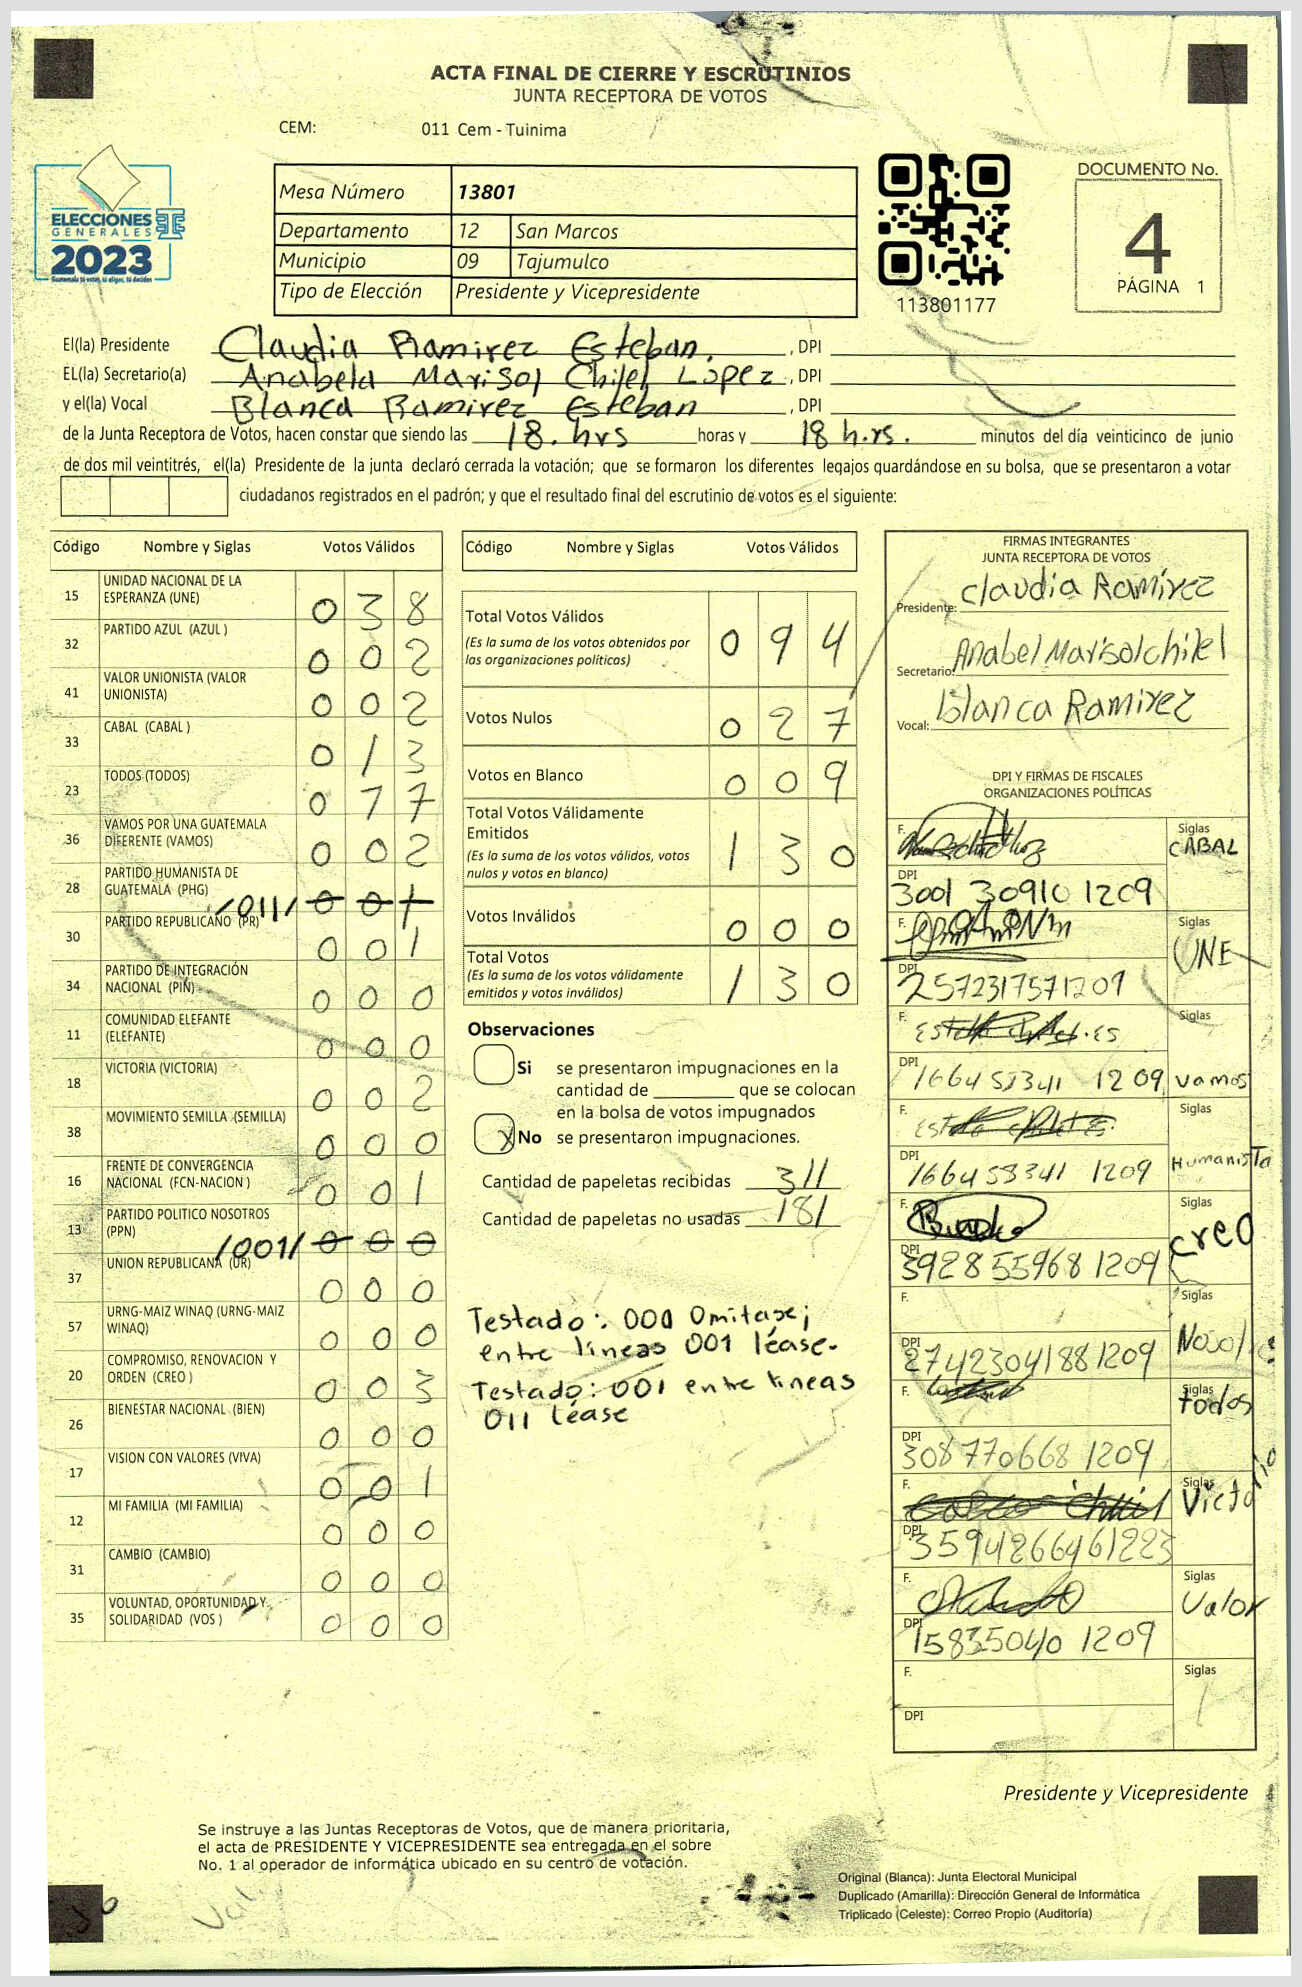 ACTA FINAL DE CIERRE Y ESCRUTINIOS
JUNTA RECEPTORA DE VOTOS
CEM: 011 Cem - Tuinima
ELECCIONES
GENERALES
2023
Mesa Número 13801
Departamento 12 San Marcos
Municipio 09 Tajumulco
Tipo de Elección Presidente y Vicepresidente
113801177
DOCUMENTO No.
4
PÁGINA 1
El(la) Presidente Claudia Ramirez Esteban. , DPI
EL(la) Secretario(a) Anabela Marisol Chilel López , DPI
y el(la) Vocal Blanca Ramirez Esteban , DPI
de la Junta Receptora de Votos, hacen constar que siendo las 18. hrs horas y 18 h.rs. minutos del día veinticinco de junio
de dos mil veintitrés, el(la) Presidente de la junta declaró cerrada la votación; que se formaron los diferentes legajos quardándose en su bolsa, que se presentaron a votar
ciudadanos registrados en el padrón; y que el resultado final del escrutinio de votos es el siguiente:
Código Nombre y Siglas Votos Válidos
15 UNIDAD NACIONAL DE LA ESPERANZA (UNE) 0 3 8
32 PARTIDO AZUL (AZUL ) 0 0 2
41 VALOR UNIONISTA (VALOR UNIONISTA) 0 0 2
33 CABAL (CABAL ) 0 1 3
23 TODOS (TODOS) 0 7 7
36 VAMOS POR UNA GUATEMALA DIFERENTE (VAMOS) 0 0 2
28 PARTIDO HUMANISTA DE GUATEMALA (PHG) /011/ 0 0 1
30 PARTIDO REPUBLICANO (PR) 0 0 1
34 PARTIDO DE INTEGRACIÓN NACIONAL (PIN) 0 0 0
11 COMUNIDAD ELEFANTE (ELEFANTE) 0 0 0
18 VICTORIA (VICTORIA) 0 0 2
38 MOVIMIENTO SEMILLA (SEMILLA) 0 0 0
16 FRENTE DE CONVERGENCIA NACIONAL (FCN-NACION ) 0 0 1
13 PARTIDO POLITICO NOSOTROS (PPN) /001/ 0 0 0
37 UNION REPUBLICANA (UR) 0 0 0
57 URNG-MAIZ WINAQ (URNG-MAIZ WINAQ) 0 0 0
20 COMPROMISO, RENOVACION Y ORDEN (CREO ) 0 0 3
26 BIENESTAR NACIONAL (BIEN) 0 0 0
17 VISION CON VALORES (VIVA) 0 0 1
12 MI FAMILIA (MI FAMILIA) 0 0 0
31 CAMBIO (CAMBIO) 0 0 0
35 VOLUNTAD, OPORTUNIDAD Y SOLIDARIDAD (VOS ) 0 0 0
Código Nombre y Siglas Votos Válidos
Total Votos Válidos 0 9 4
(Es la suma de los votos obtenidos por
las organizaciones políticas)
Votos Nulos 0 2 7
Votos en Blanco 0 0 9
Total Votos Válidamente
Emitidos 1 3 0
(Es la suma de los votos válidos, votos
nulos y votos en blanco)
Votos Inválidos 0 0 0
Total Votos 1 3 0
(Es la suma de los votos válidamente
emitidos y votos inválidos)
Observaciones
Si se presentaron impugnaciones en la
cantidad de ________ que se colocan
en la bolsa de votos impugnados
X No se presentaron impugnaciones.
Cantidad de papeletas recibidas 311
Cantidad de papeletas no usadas 181
Testado: 000 Omitase;
entre lineas 001 léase.
Testado: 001 entre lineas
011 Léase
FIRMAS INTEGRANTES
JUNTA RECEPTORA DE VOTOS
Presidente: Claudia Ramírez
Secretario: Anabel Marisol chilel
Vocal: Blanca Ramirez
DPI Y FIRMAS DE FISCALES
ORGANIZACIONES POLÍTICAS
F. Siglas CABAL
DPI 3001 30910 1209
F. Siglas UNE
DPI 2572317571209
F. Siglas
DPI 166453341 1209 vamos
F. Siglas
DPI 166453341 1209 Humanista
F. Siglas creo
DPI 3928559681209
F. Siglas
DPI 2742304188 1209
F. Siglas todos
DPI 308770668 1209
F. Siglas Victoria
DPI 3594266461223
F. Siglas Valor
DPI 15835040 1209
F. Siglas
DPI
Presidente y Vicepresidente
Se instruye a las Juntas Receptoras de Votos, que de manera prioritaria,
el acta de PRESIDENTE Y VICEPRESIDENTE sea entregada en el sobre
No. 1 al operador de informática ubicado en su centro de votación.
Original (Blanca): Junta Electoral Municipal
Duplicado (Amarilla): Dirección General de Informática
Triplicado (Celeste): Correo Propio (Auditoría)